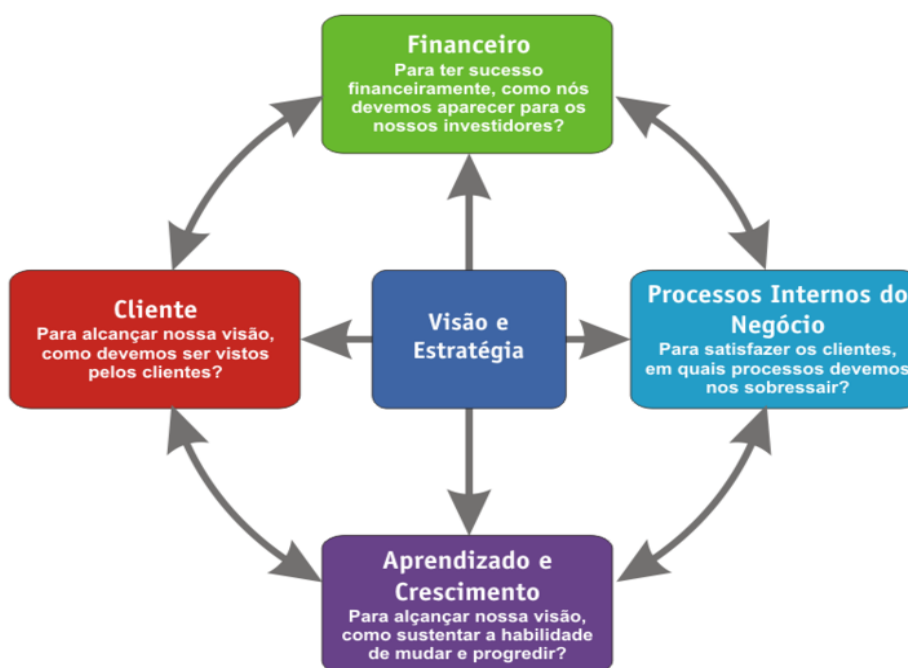 Financeiro
Para ter sucesso
financeiramente, como nós
devemos aparecer para os
nossos investidores?
Cliente
Para alcançar nossa visão,
como devemos ser vistos
pelos clientes?
Visão e
Estratégia
Processos Internos do
Negócio
Para satisfazer os clientes,
em quais processos devemos
nos sobressair?
Aprendizado e
Crescimento
Para alçançar nossa visão,
como sustentar a habilidade
de mudar e progredir?